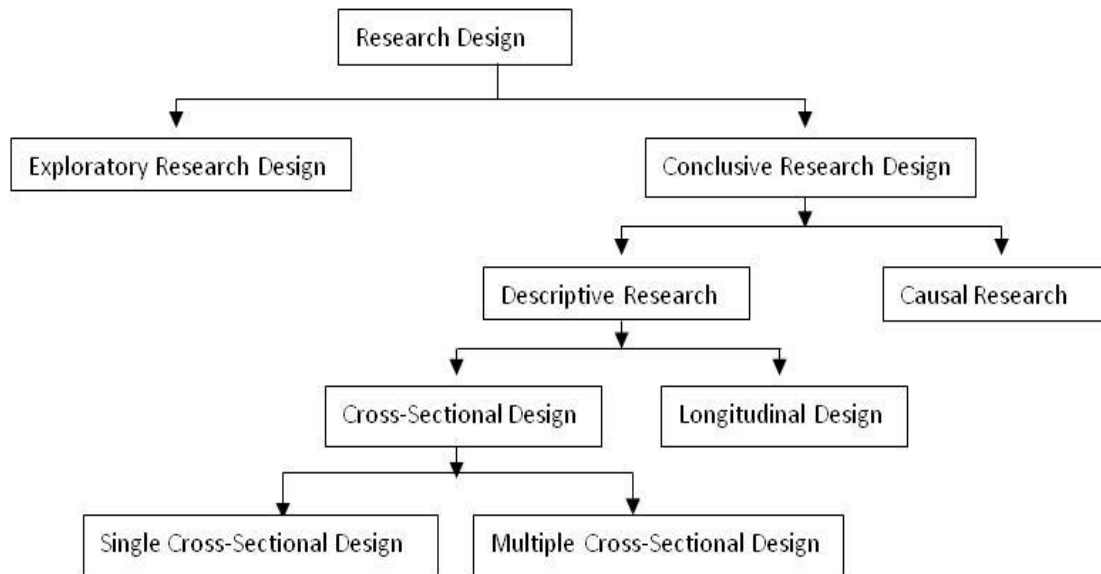 Research Design
Exploratory Research Design
Conclusive Research Design
Descriptive Research
Causal Research
Cross-Sectional Design
Longitudinal Design
Single Cross-Sectional Design
Multiple Cross-Sectional Design